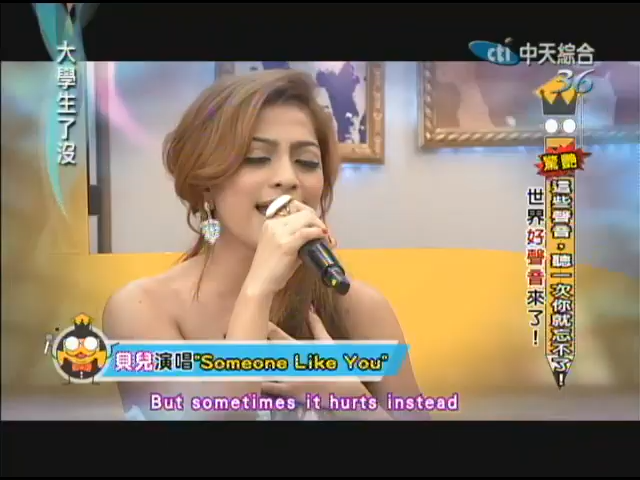 大學生了沒
cti 中天綜合
36
驚艷
這些聲音，聽一次你就忘不了！
世界好聲音來了！
貝兒演唱"Someone Like You"
But sometimes it hurts instead